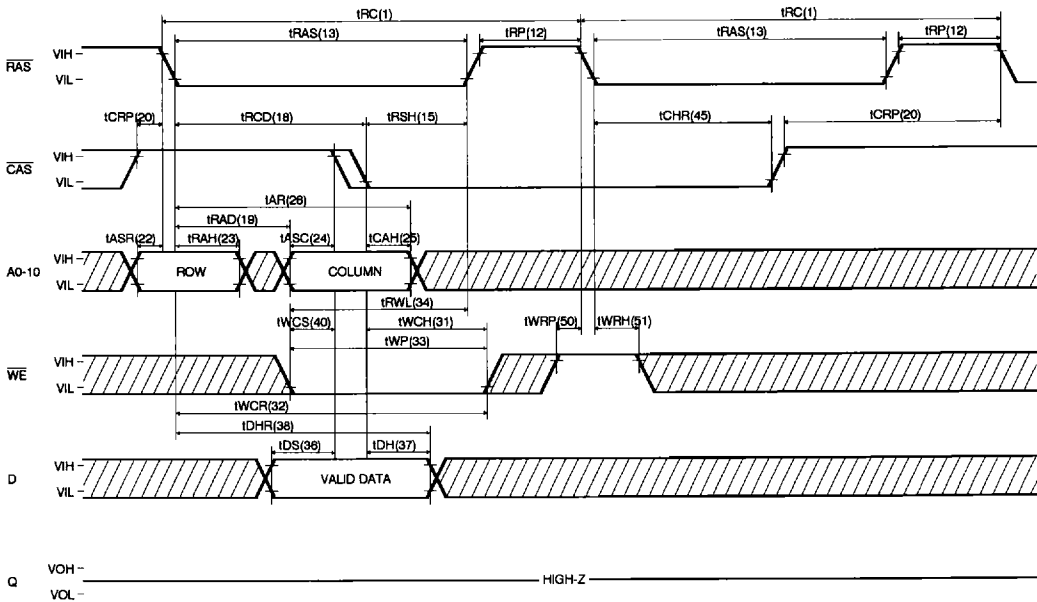 tRC(1) tRC(1)
tRAS(13) tRP(12) tRAS(13) tRP(12)
RAS VIH VIL
tCRP(20) tRCD(18) tRSH(15) tCHR(45) tCRP(20)
CAS VIH VIL
tAR(26)
tRAD(19)
tASR(22) tRAH(23) tASC(24) tCAH(25)
A0-10 VIH VIL ROW COLUMN
tRWL(34)
tWCS(40) tWCH(31) tWRP(50) tWRH(51)
tWP(33)
WE VIH VIL
tWCR(32)
tDHR(38)
tDS(36) tDH(37)
D VIH VIL VALID DATA
Q VOH VOL HIGH-Z